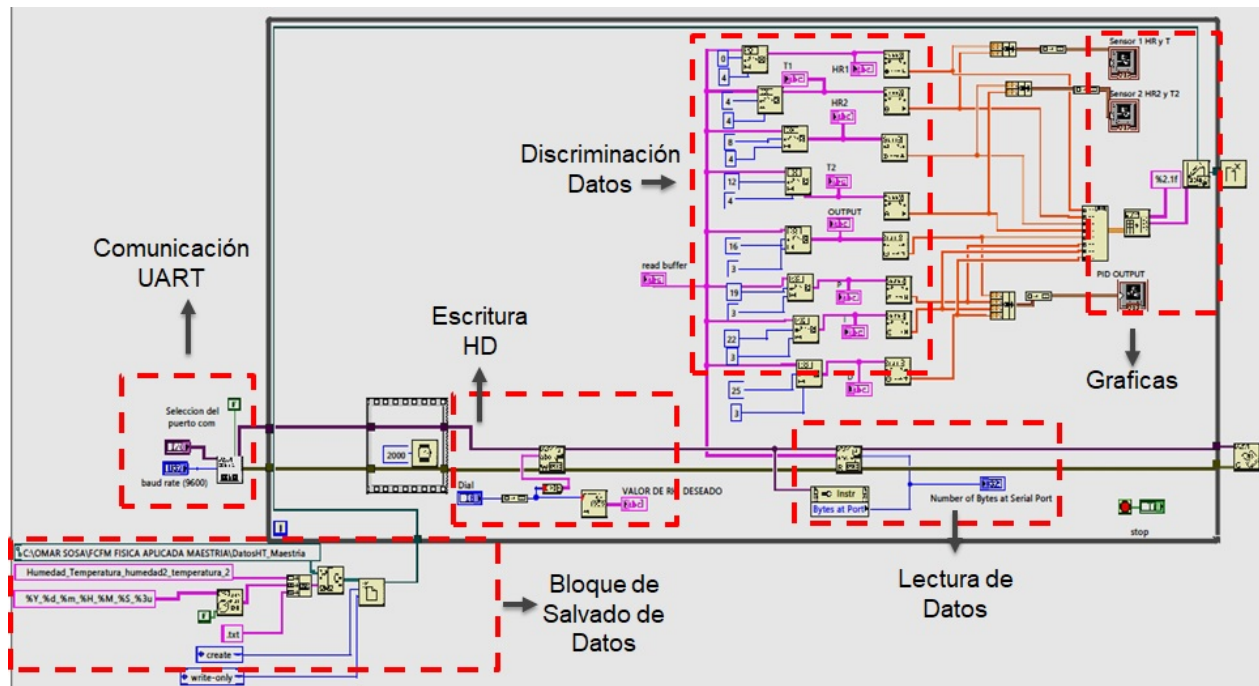 Sensor 1 HR y T
0
T1
HR1
4
Sensor 2 HR2 y T2
4
HR2
4
8
Discriminación
Datos
4
T2
%2.1f
12
4
OUTPUT
Comunicación
UART
16
read buffer
3
PID OUTPUT
P
19
Escritura
HD
3
I
22
3
Graficas
25
Selección del
puerto com
3
2000
baud rate (9600)
Dial
VALOR DE RH DESEADO
Instr
Bytes at Port
Number of Bytes at Serial Port
stop
C:\OMAR SOSA\FCFM FISICA APLICADA MAESTRIA\DatosHT_Maestria
Humedad_Temperatura_humedad2_temperatura_2
%Y_%d_%m_%H_%M_%S_%3u
.txt
create
write-only
Bloque de
Salvado de
Datos
Lectura de
Datos